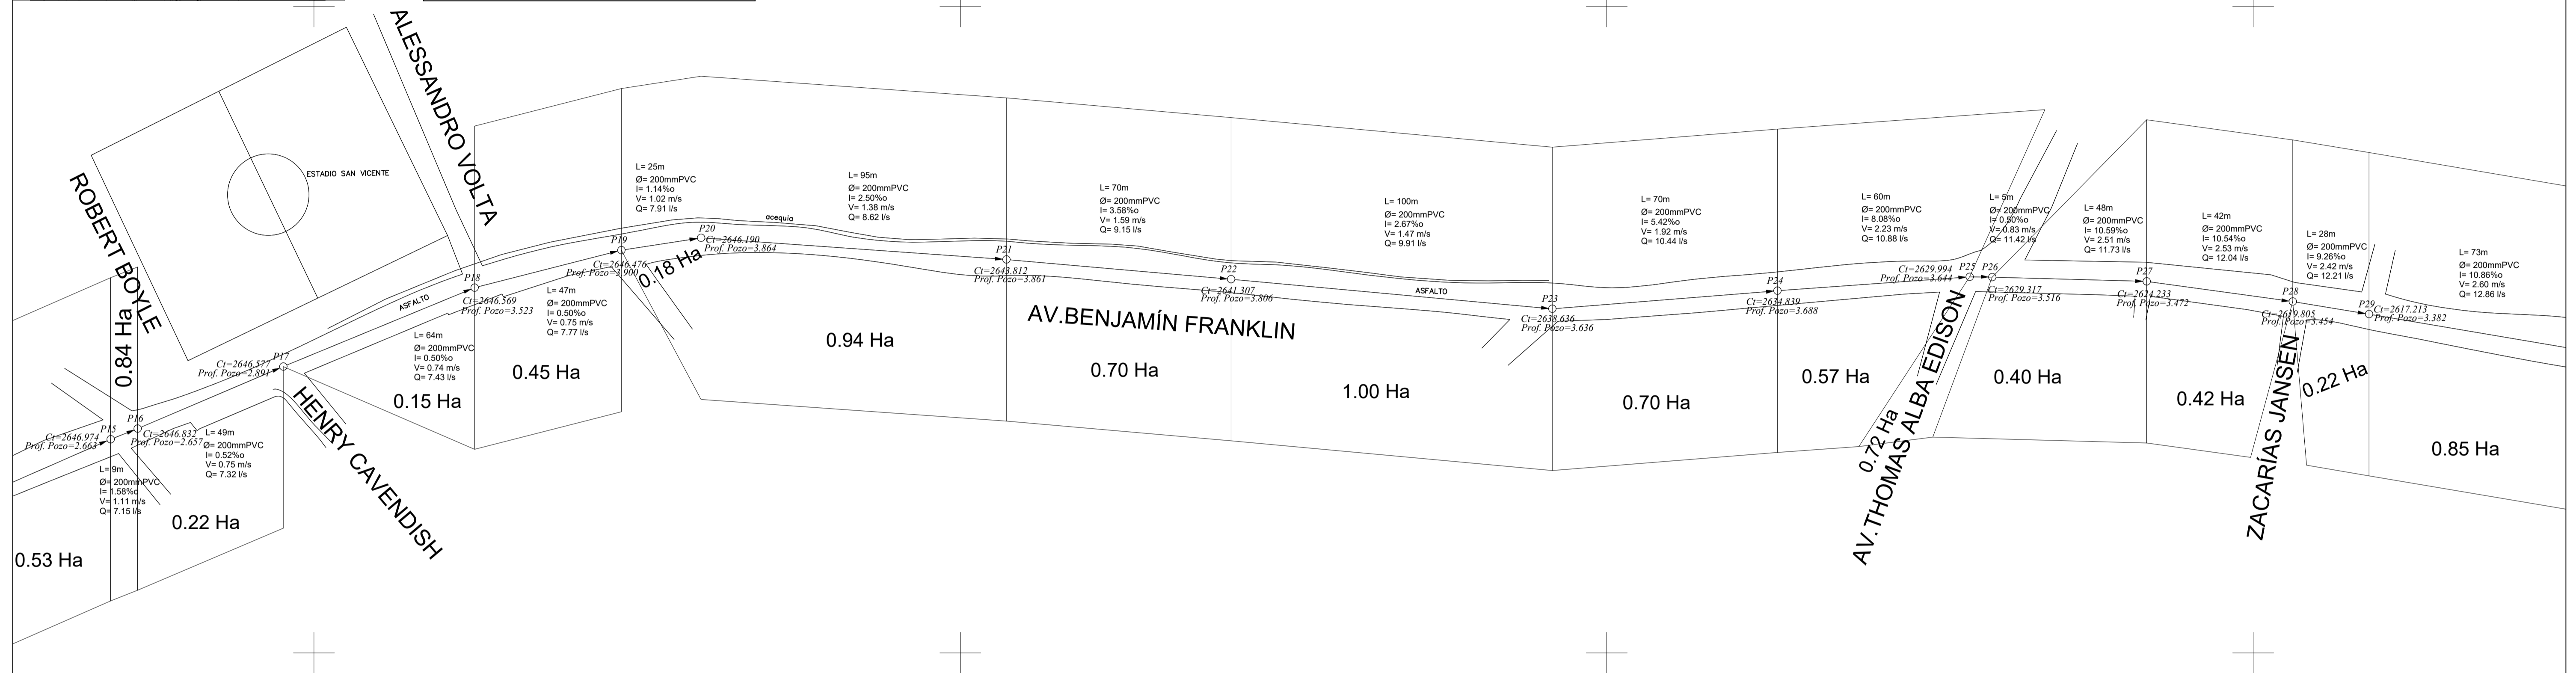 ALESSANDRO VOLTA
ROBERT BOYLE
ESTADIO SAN VICENTE
0.84 Ha
P15
Ct=2646.974
Prof. Pozo=2.663
L= 9m
Ø= 200mmPVC
I= 1.58%o
V= 1.11 m/s
Q= 7.15 l/s
0.53 Ha
P16
Ct=2646.832
Prof. Pozo=2.657
L= 49m
Ø= 200mmPVC
I= 0.52%o
V= 0.75 m/s
Q= 7.32 l/s
0.22 Ha
P17
Ct=2646.577
Prof. Pozo=2.891
HENRY CAVENDISH
ASFALTO
L= 64m
Ø= 200mmPVC
I= 0.50%o
V= 0.74 m/s
Q= 7.43 l/s
0.15 Ha
P18
Ct=2646.569
Prof. Pozo=3.523
L= 47m
Ø= 200mmPVC
I= 0.50%o
V= 0.75 m/s
Q= 7.77 l/s
0.45 Ha
P19
Ct=2646.476
Prof. Pozo=3.900
L= 25m
Ø= 200mmPVC
I= 1.14%o
V= 1.02 m/s
Q= 7.91 l/s
0.18 Ha
P20
Ct=2646.190
Prof. Pozo=3.864
acequia
L= 95m
Ø= 200mmPVC
I= 2.50%o
V= 1.38 m/s
Q= 8.62 l/s
0.94 Ha
P21
Ct=2643.812
Prof. Pozo=3.861
L= 70m
Ø= 200mmPVC
I= 3.58%o
V= 1.59 m/s
Q= 9.15 l/s
AV.BENJAMÍN FRANKLIN
0.70 Ha
P22
Ct=2641.307
Prof. Pozo=3.806
L= 100m
Ø= 200mmPVC
I= 2.67%o
V= 1.47 m/s
Q= 9.91 l/s
ASFALTO
1.00 Ha
P23
Ct=2638.636
Prof. Pozo=3.636
L= 70m
Ø= 200mmPVC
I= 5.42%o
V= 1.92 m/s
Q= 10.44 l/s
0.70 Ha
P24
Ct=2634.839
Prof. Pozo=3.688
L= 60m
Ø= 200mmPVC
I= 8.08%o
V= 2.23 m/s
Q= 10.88 l/s
0.57 Ha
P25
Ct=2629.994
Prof. Pozo=3.644
L= 5m
Ø= 200mmPVC
I= 0.50%o
V= 0.83 m/s
Q= 11.42 l/s
0.72 Ha
AV.THOMAS ALBA EDISON
P26
Ct=2629.317
Prof. Pozo=3.516
L= 48m
Ø= 200mmPVC
I= 10.59%o
V= 2.51 m/s
Q= 11.73 l/s
0.40 Ha
P27
Ct=2624.233
Prof. Pozo=3.472
L= 42m
Ø= 200mmPVC
I= 10.54%o
V= 2.53 m/s
Q= 12.04 l/s
0.42 Ha
P28
Ct=2619.805
Prof. Pozo=3.454
L= 28m
Ø= 200mmPVC
I= 9.26%o
V= 2.42 m/s
Q= 12.21 l/s
ZACARÍAS JANSEN
0.22 Ha
P29
Ct=2617.213
Prof. Pozo=3.382
L= 73m
Ø= 200mmPVC
I= 10.86%o
V= 2.60 m/s
Q= 12.86 l/s
0.85 Ha